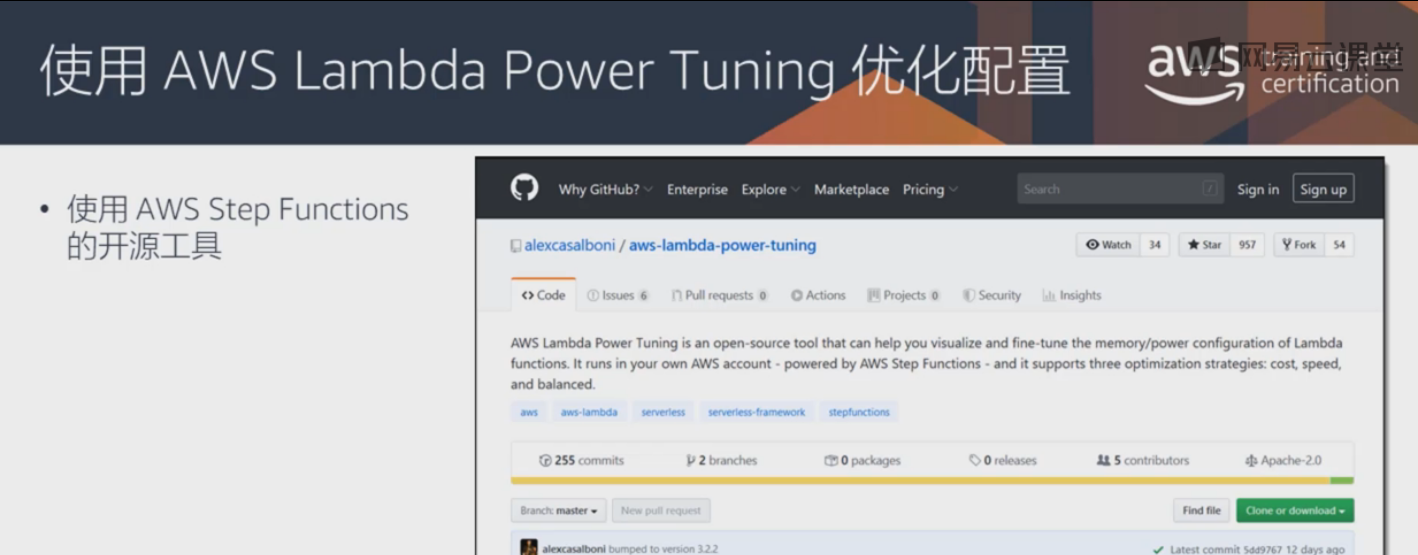 使用 AWS Lambda Power Tuning 优化配置
aws training and
certification
网易云课堂
• 使用 AWS Step Functions
的开源工具
Why GitHub? Enterprise Explore Marketplace Pricing Search / Sign in Sign up
alexcasalboni / aws-lambda-power-tuning Watch 34 Star 957 Fork 54
<> Code Issues 6 Pull requests 0 Actions Projects 0 Security Insights
AWS Lambda Power Tuning is an open-source tool that can help you visualize and fine-tune the memory/power configuration of Lambda
functions. It runs in your own AWS account - powered by AWS Step Functions - and it supports three optimization strategies: cost, speed,
and balanced.
aws aws-lambda serverless serverless-framework stepfunctions
255 commits 2 branches 0 packages 0 releases 5 contributors Apache-2.0
Branch: master New pull request Find file Clone or download
alexcasalboni bumped to version 3.2.2 Latest commit 5dd9767 12 days ago